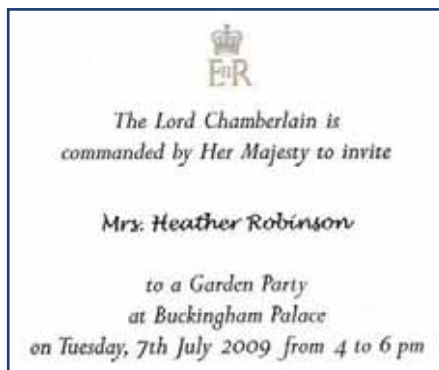 EIIR
The Lord Chamberlain is
commanded by Her Majesty to invite
Mrs. Heather Robinson
to a Garden Party
at Buckingham Palace
on Tuesday, 7th July 2009 from 4 to 6 pm